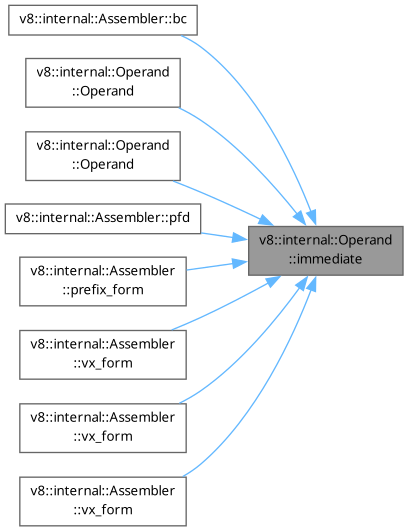 v8::internal::Assembler::bc
v8::internal::Operand
::Operand
v8::internal::Operand
::Operand
v8::internal::Assembler::pfd
v8::internal::Operand
::immediate
v8::internal::Assembler
::prefix_form
v8::internal::Assembler
::vx_form
v8::internal::Assembler
::vx_form
v8::internal::Assembler
::vx_form